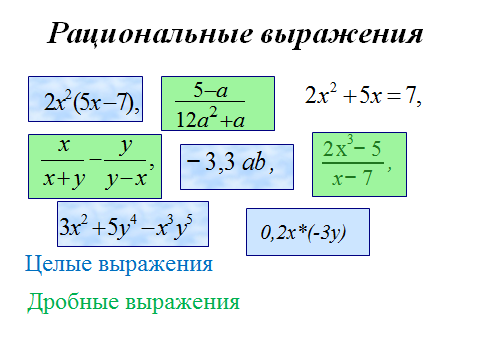 Рациональные выражения
2x²(5x−7), (5−a)/(12a²+a) 2x²+5x=7,
x/(x+y) − y/(y−x), −3,3 ab, (2x³−5)/(x−7),
3x²+5y⁴−x³y⁵ 0,2x*(-3y)
Целые выражения
Дробные выражения